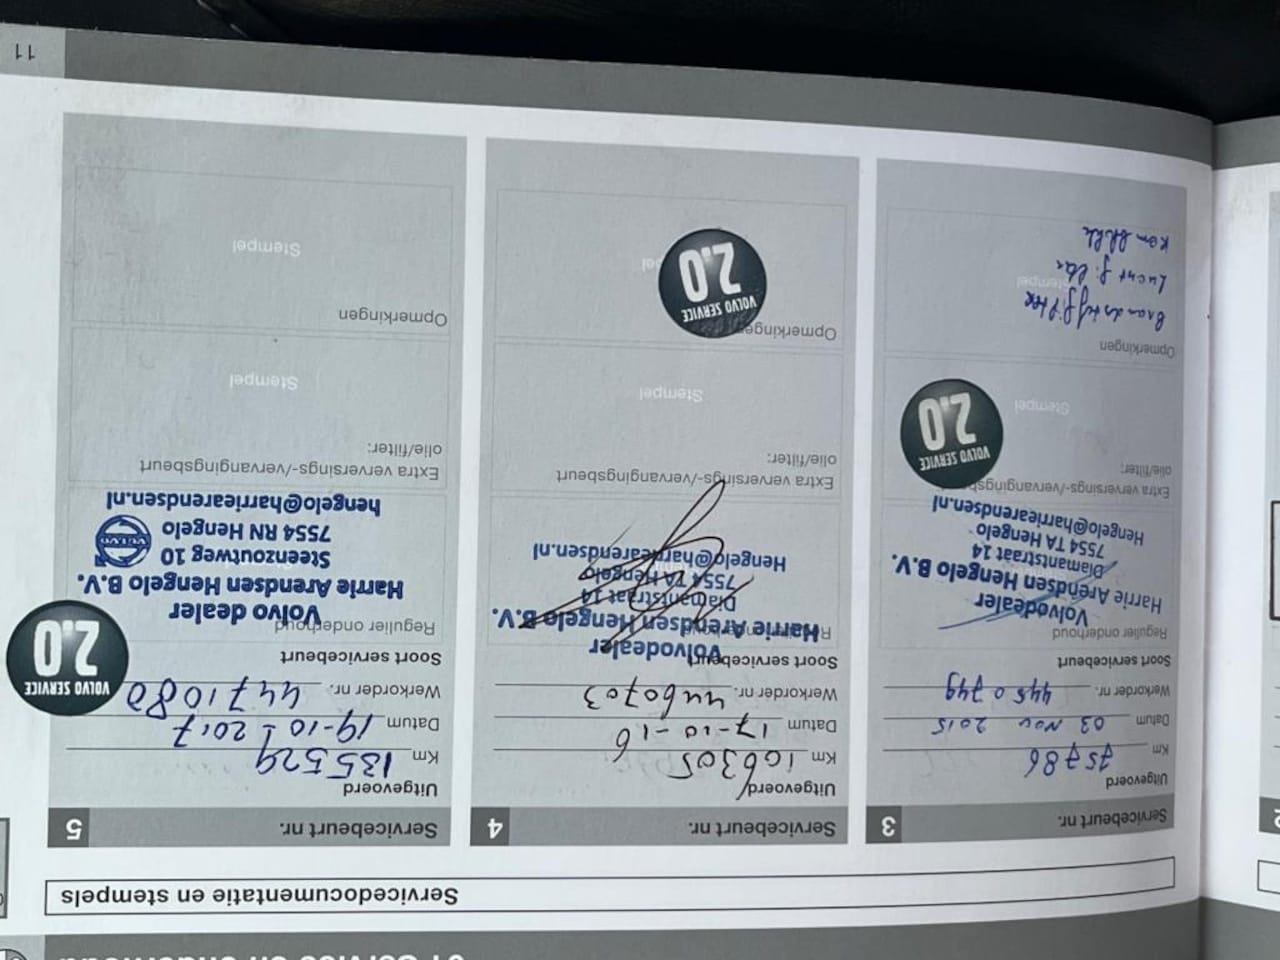 Servicedocumentatie en stempels
Servicebeurt nr. 3
Uitgevoerd
Km 75786
Datum 03 Nov 2015
Werkorder nr. 4450749
Soort servicebeurt
Regulier onderhoud
Volvodealer
Harrie Arendsen Hengelo B.V.
Diamantstraat 14
7554 TA Hengelo
Hengelo@harriearendsen.nl
Extra verversings-/vervangingsbeurt
olie/filter:
Stempel
VOLVO SERVICE
2.0
Opmerkingen
Brandstoffilter
Stempel
Servicebeurt nr. 4
Uitgevoerd
Km 106305
Datum 17-10-16
Werkorder nr. 4460703
Soort servicebeurt
Volvodealer
Harrie Arendsen Hengelo B.V.
Diamantstraat 14
7554 TA Hengelo
Hengelo@harriearendsen.nl
Extra verversings-/vervangingsbeurt
olie/filter:
Stempel
Opmerkingen
VOLVO SERVICE
2.0
Servicebeurt nr. 5
Uitgevoerd
Km 135529
Datum 19-10-2017
Werkorder nr. 4471080
Soort servicebeurt
Regulier onderhoud
VOLVO SERVICE
2.0
Volvo dealer
Harrie Arendsen Hengelo B.V.
Steenzoutweg 10
7554 RN Hengelo
hengelo@harriearendsen.nl
VOLVO
Extra verversings-/vervangingsbeurt
olie/filter:
Stempel
Opmerkingen
Stempel
11